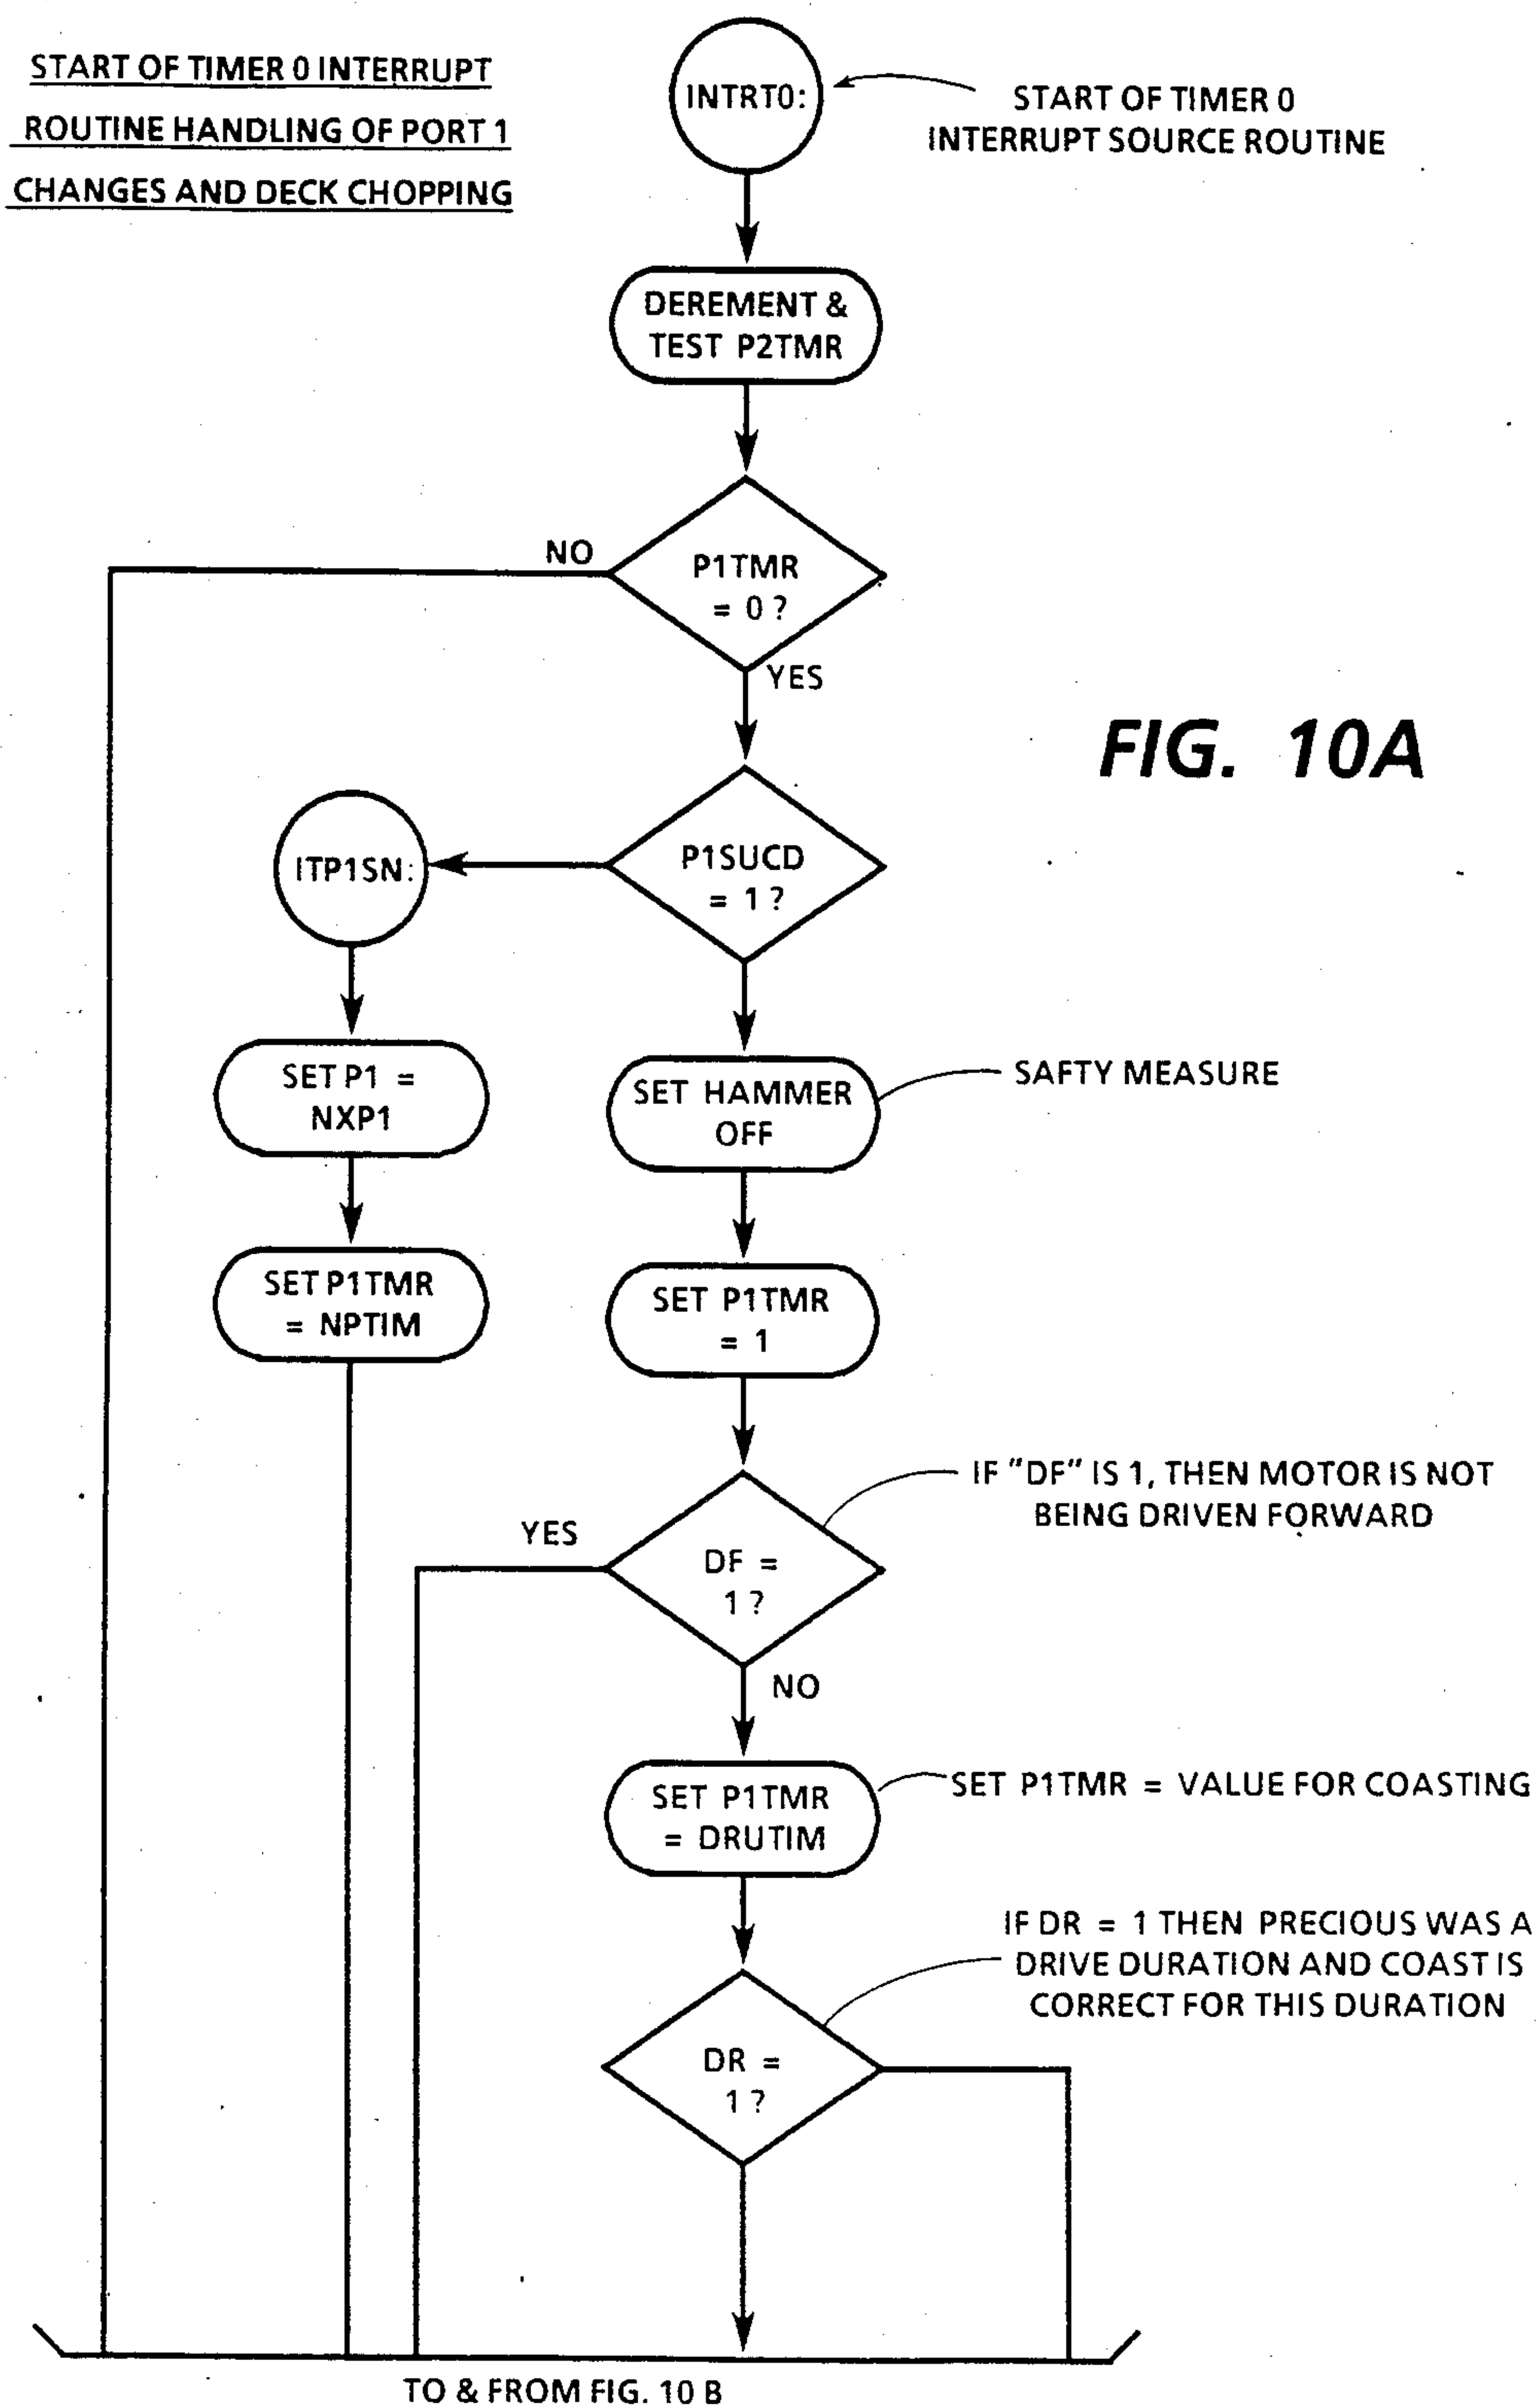 START OF TIMER 0 INTERRUPT
ROUTINE HANDLING OF PORT 1
CHANGES AND DECK CHOPPING
INTRT0:
START OF TIMER 0
INTERRUPT SOURCE ROUTINE
DEREMENT &
TEST P2TMR
NO
P1TMR
= 0 ?
YES
FIG. 10A
ITP1SN:
P1SUCD
= 1 ?
SET P1 =
NXP1
SET HAMMER
OFF
SAFTY MEASURE
SET P1TMR
= NPTIM
SET P1TMR
= 1
IF "DF" IS 1, THEN MOTOR IS NOT
BEING DRIVEN FORWARD
YES
DF =
1 ?
NO
SET P1TMR
= DRUTIM
SET P1TMR = VALUE FOR COASTING
IF DR = 1 THEN PRECIOUS WAS A
DRIVE DURATION AND COAST IS
CORRECT FOR THIS DURATION
DR =
1 ?
TO & FROM FIG. 10 B